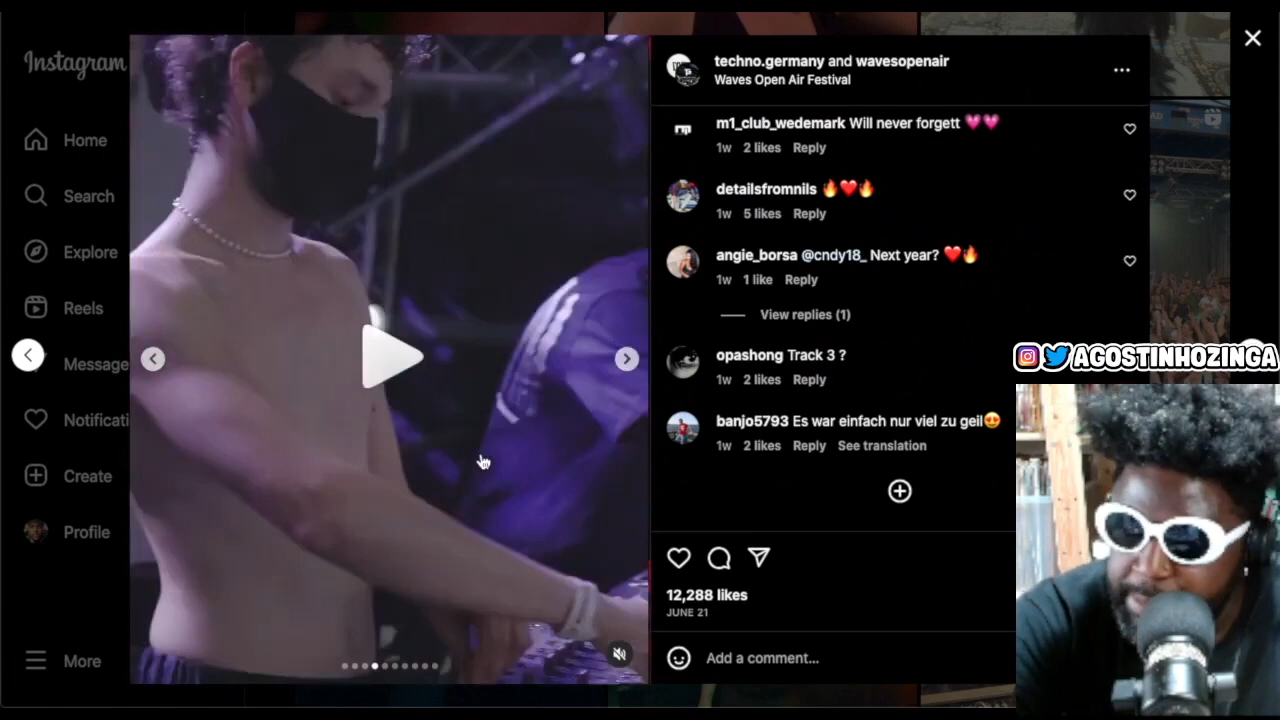 Instagram
Home
Search
Explore
Reels
Message
Notificati
Create
Profile
More
techno.germany and wavesopenair
Waves Open Air Festival
m1_club_wedemark Will never forgett 💗💗
1w 2 likes Reply
detailsfromnils 🔥❤️🔥
1w 5 likes Reply
angie_borsa @cndy18_ Next year? ❤️🔥
1w 1 like Reply
View replies (1)
opashong Track 3 ?
1w 2 likes Reply
banjo5793 Es war einfach nur viel zu geil😍
1w 2 likes Reply See translation
12,288 likes
JUNE 21
Add a comment...
AGOSTINHOZINGA